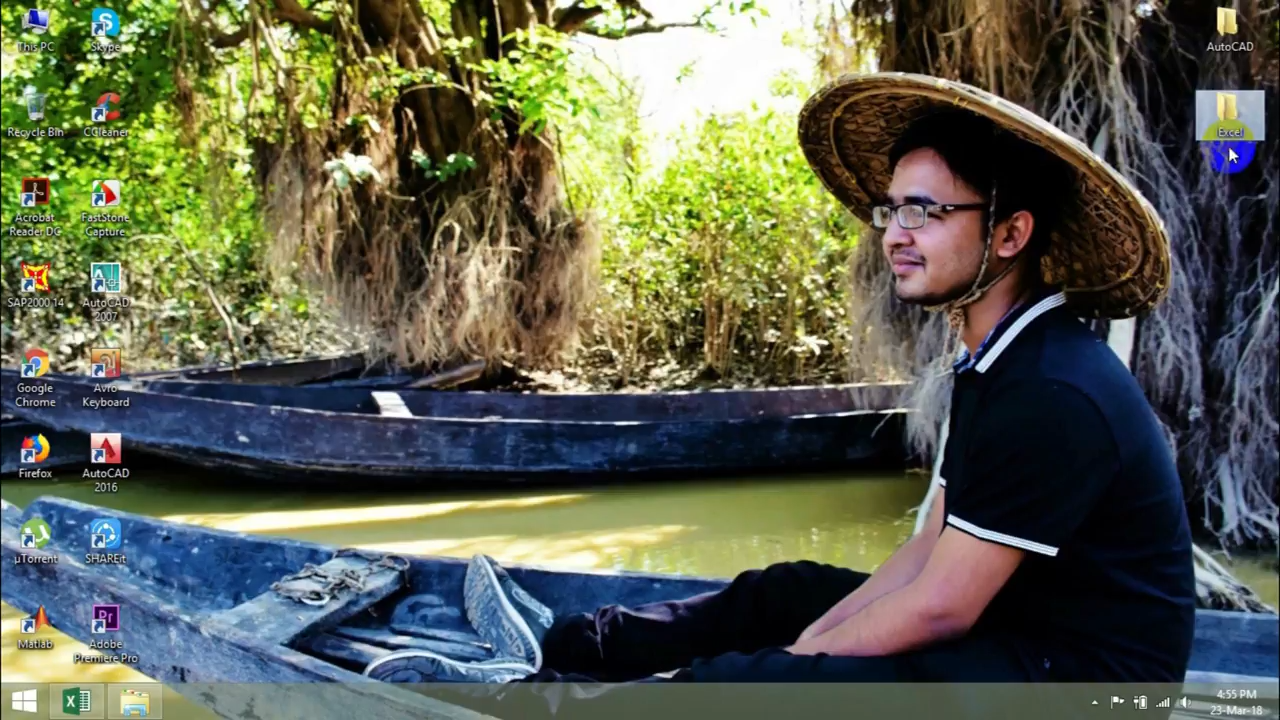 This PC
Skype
AutoCAD
Recycle Bin
CCleaner
Excel
Acrobat
Reader DC
FastStone
Capture
SAP2000 14
AutoCAD
2007
Google
Chrome
Avro
Keyboard
Firefox
AutoCAD
2016
µTorrent
SHAREit
Matlab
Adobe
Premiere Pro
4:55 PM
23-Mar-18